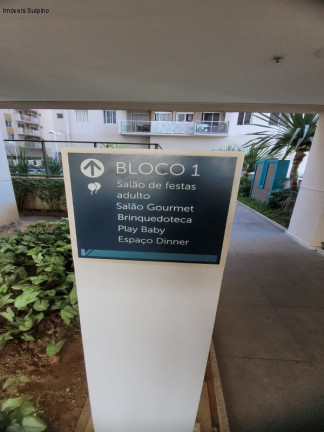 Imóveis Sulpino
BLOCO 1
Salão de festas
adulto
Salão Gourmet
Brinquedoteca
Play Baby
Espaço Dinner